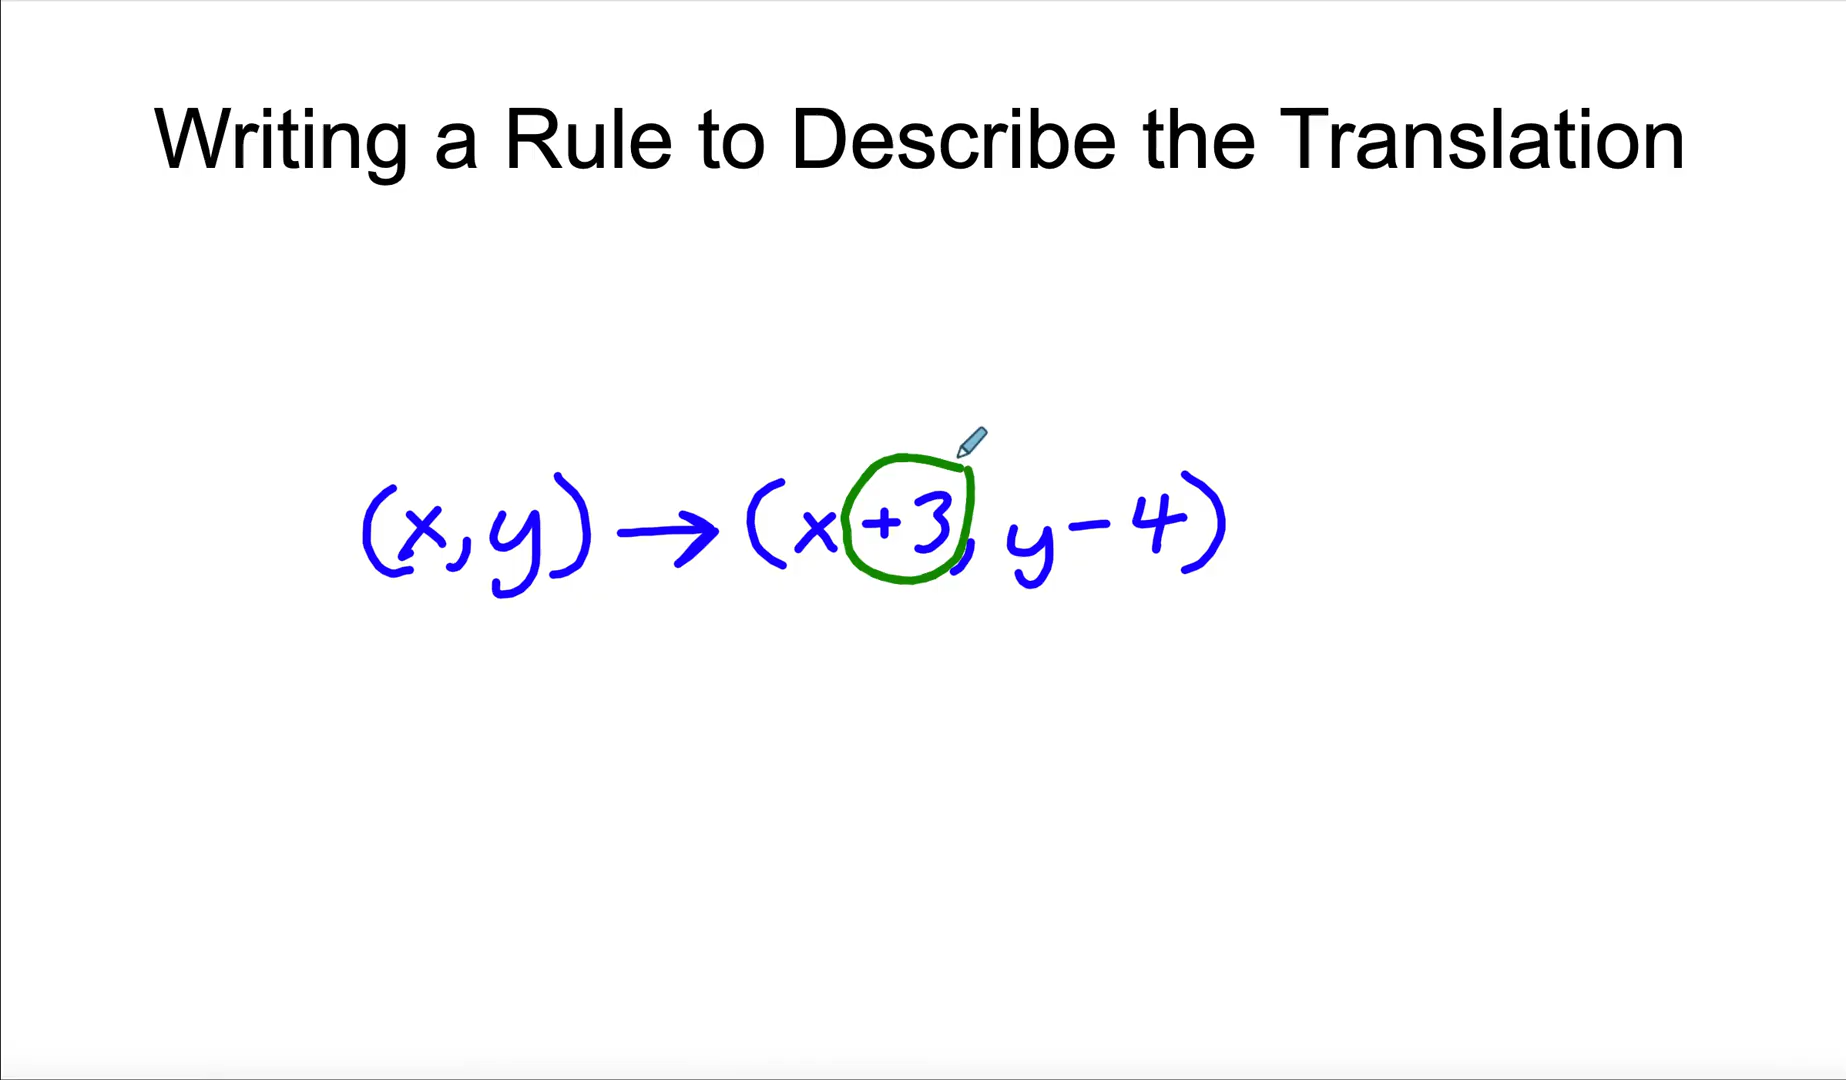 Writing a Rule to Describe the Translation
(x,y)→(x+3, y-4)